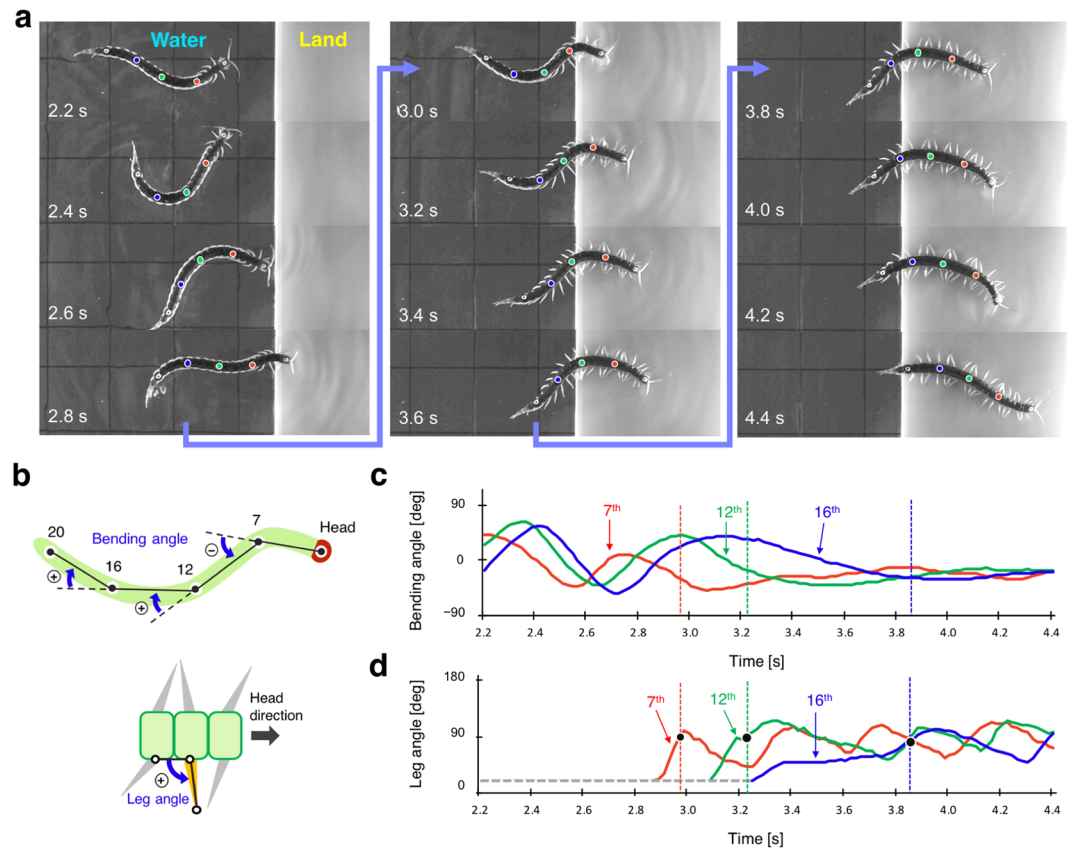 a
Water
Land
2.2 s
2.4 s
2.6 s
2.8 s
3.0 s
3.2 s
3.4 s
3.6 s
3.8 s
4.0 s
4.2 s
4.4 s
b
20
Bending angle
16
12
7
Head
+
+
−
Head
direction
+
Leg angle
c
Bending angle [deg]
90
0
−90
7th
12th
16th
2.2 2.4 2.6 2.8 3.0 3.2 3.4 3.6 3.8 4.0 4.2 4.4
Time [s]
d
Leg angle [deg]
180
90
0
7th
12th
16th
2.2 2.4 2.6 2.8 3.0 3.2 3.4 3.6 3.8 4.0 4.2 4.4
Time [s]